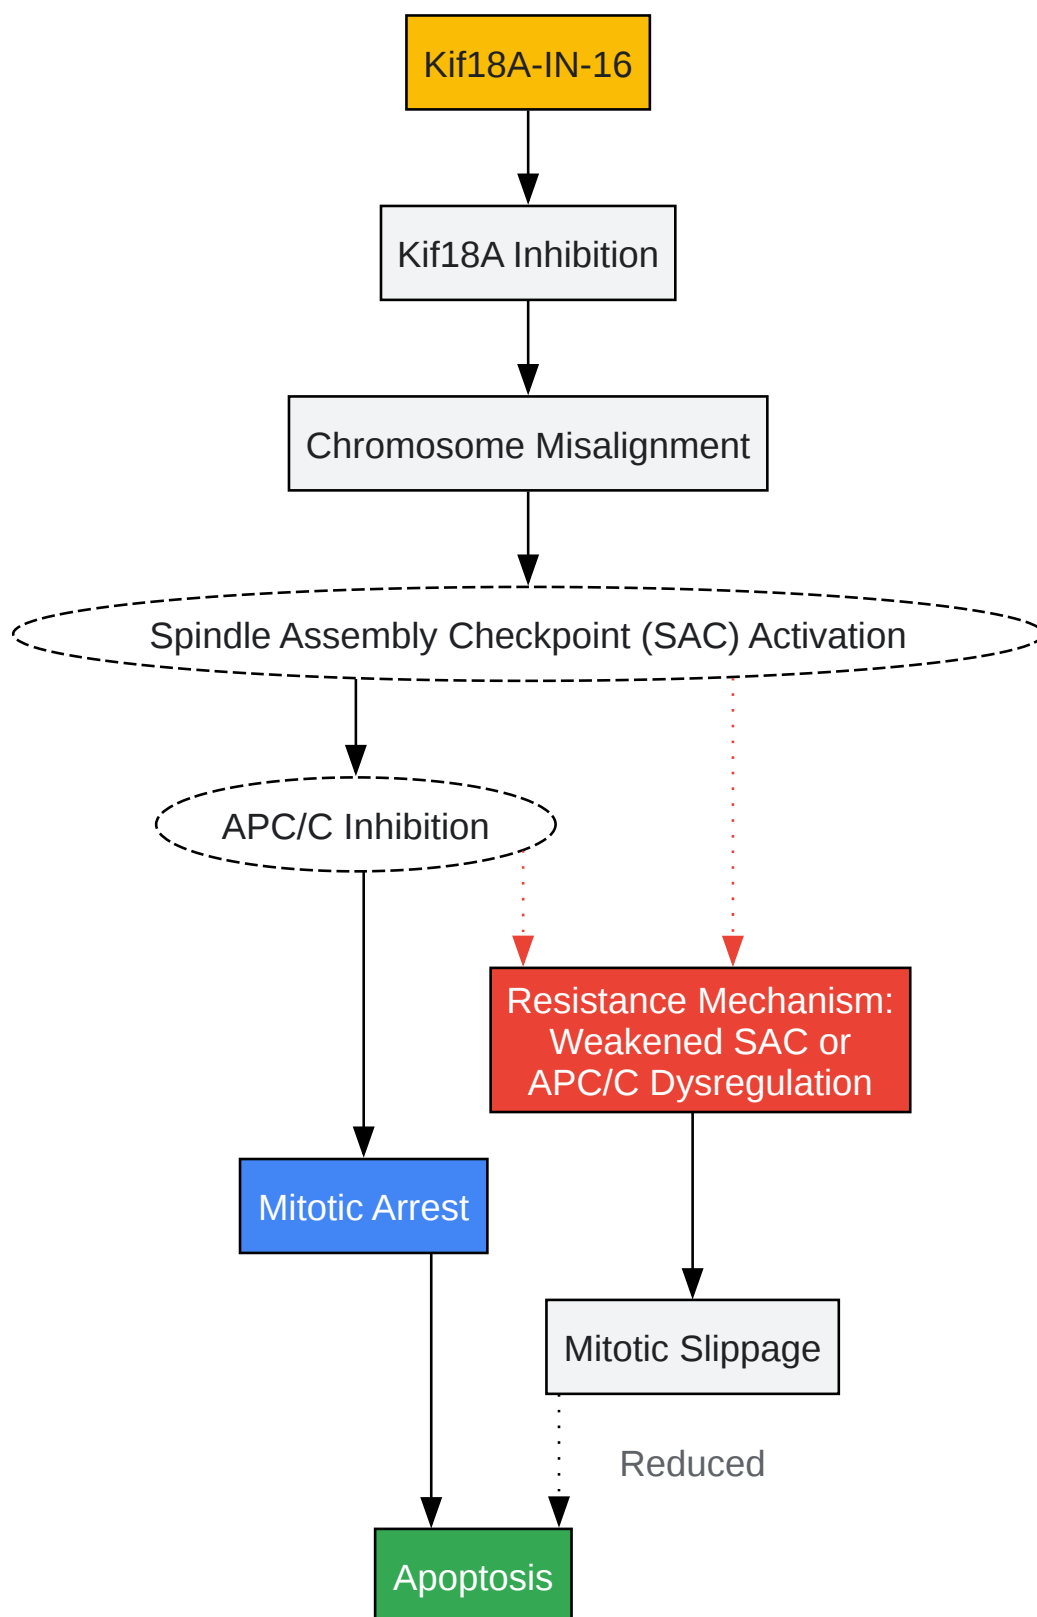 Kif18A-IN-16
Kif18A Inhibition
Chromosome Misalignment
Spindle Assembly Checkpoint (SAC) Activation
APC/C Inhibition
Resistance Mechanism:
Weakened SAC or
APC/C Dysregulation
Mitotic Arrest
Mitotic Slippage
Reduced
Apoptosis